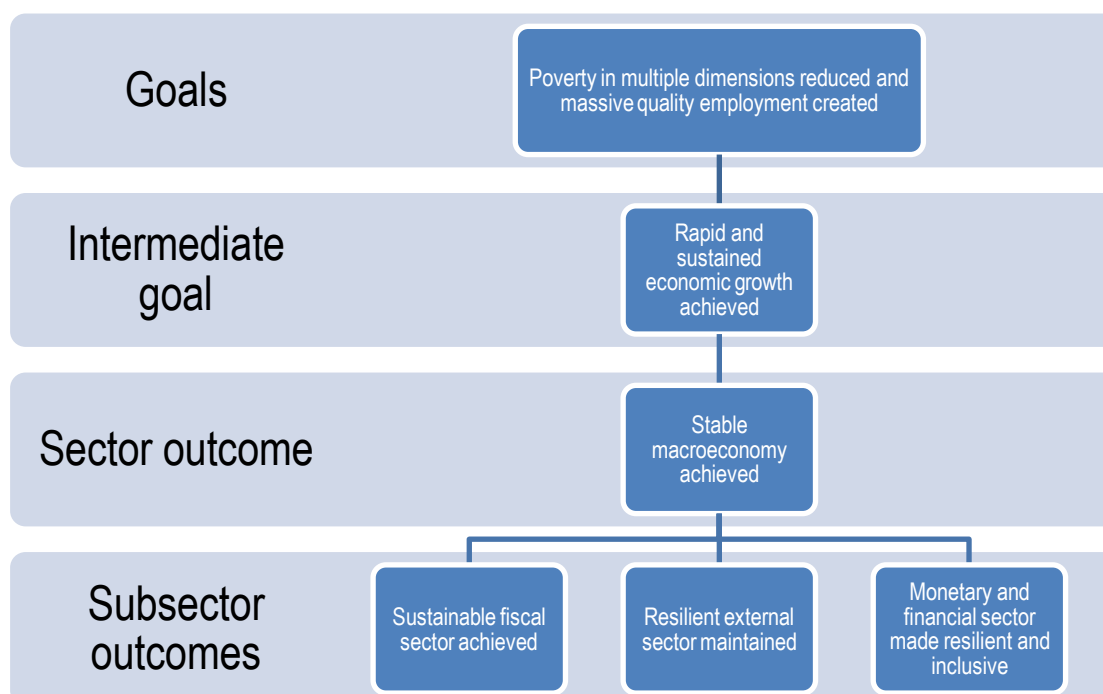 Goals
Poverty in multiple dimensions reduced and
massive quality employment created
Intermediate
goal
Rapid and
sustained
economic growth
achieved
Sector outcome
Stable
macroeconomy
achieved
Subsector
outcomes
Sustainable fiscal
sector achieved
Resilient external
sector maintained
Monetary and
financial sector
made resilient and
inclusive